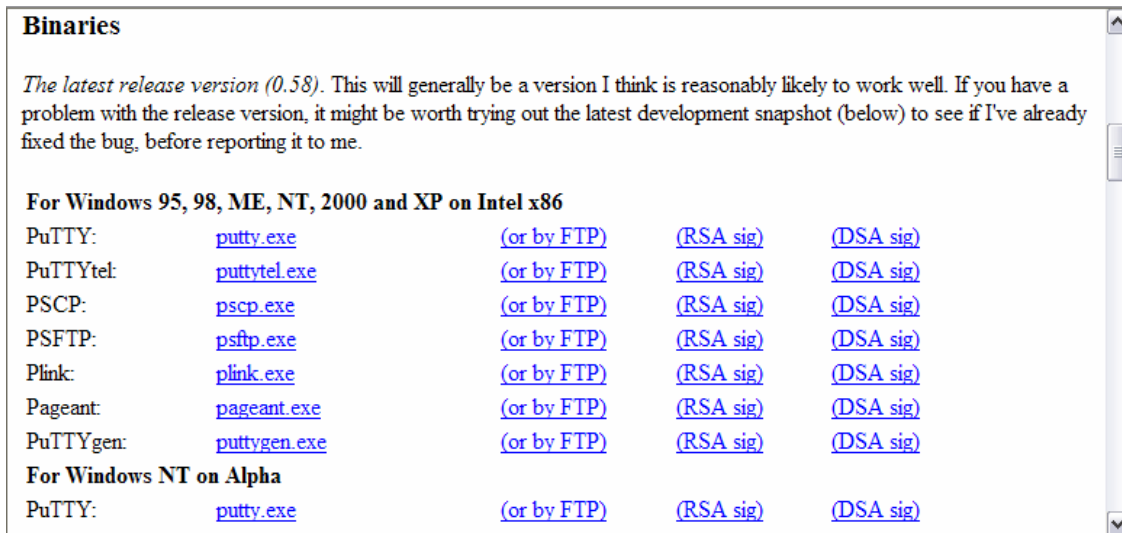 Binaries
The latest release version (0.58). This will generally be a version I think is reasonably likely to work well. If you have a
problem with the release version, it might be worth trying out the latest development snapshot (below) to see if I've already
fixed the bug, before reporting it to me.
For Windows 95, 98, ME, NT, 2000 and XP on Intel x86
PuTTY: putty.exe (or by FTP) (RSA sig) (DSA sig)
PuTTYtel: puttytel.exe (or by FTP) (RSA sig) (DSA sig)
PSCP: pscp.exe (or by FTP) (RSA sig) (DSA sig)
PSFTP: psftp.exe (or by FTP) (RSA sig) (DSA sig)
Plink: plink.exe (or by FTP) (RSA sig) (DSA sig)
Pageant: pageant.exe (or by FTP) (RSA sig) (DSA sig)
PuTTYgen: puttygen.exe (or by FTP) (RSA sig) (DSA sig)
For Windows NT on Alpha
PuTTY: putty.exe (or by FTP) (RSA sig) (DSA sig)